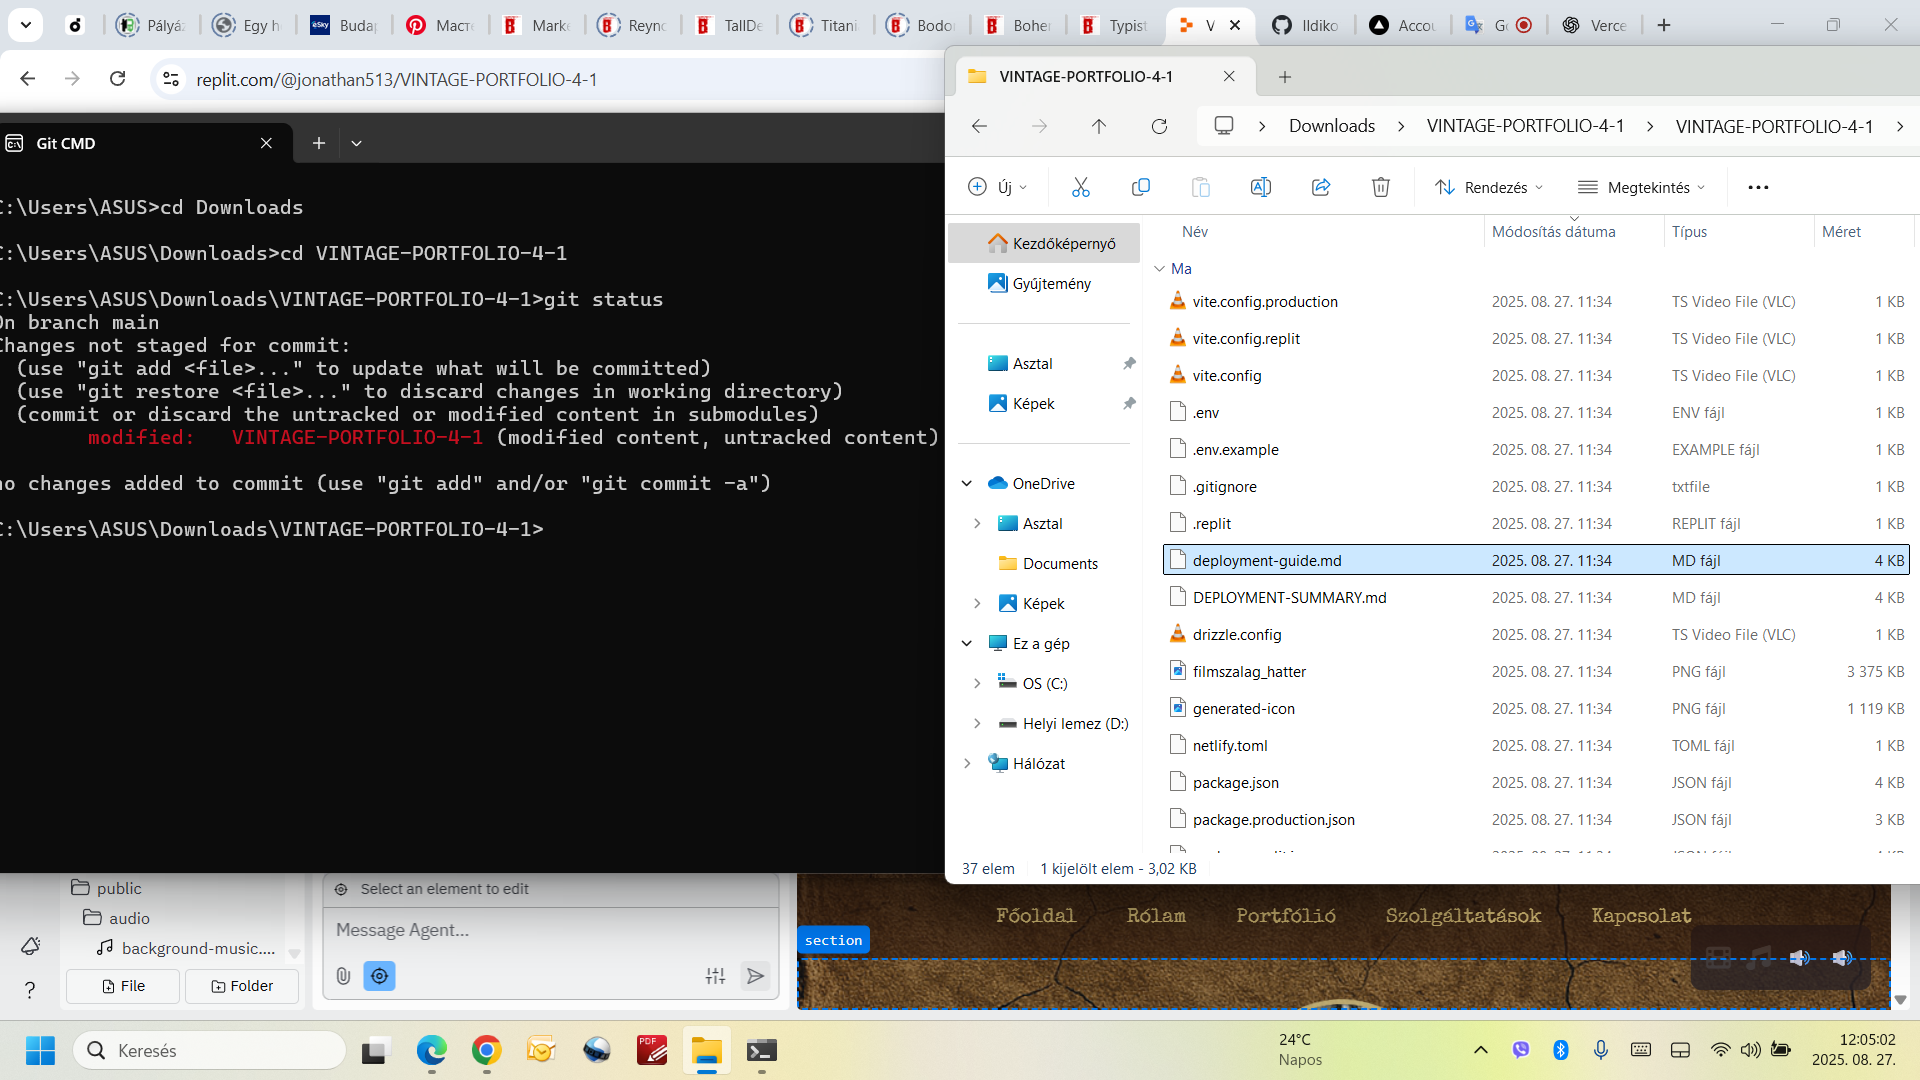 Pályáz
Egy h
eSky
Budap
Macre
Marke
Reync
TallDe
Titani
Bodo
Boher
Typist
V
Ildiko
Accou
Go
Verce
replit.com/@jonathan513/VINTAGE-PORTFOLIO-4-1
Git CMD
C:\Users\ASUS>cd Downloads
C:\Users\ASUS\Downloads>cd VINTAGE-PORTFOLIO-4-1
C:\Users\ASUS\Downloads\VINTAGE-PORTFOLIO-4-1>git status
On branch main
Changes not staged for commit:
(use "git add <file>..." to update what will be committed)
(use "git restore <file>..." to discard changes in working directory)
(commit or discard the untracked or modified content in submodules)
modified:   VINTAGE-PORTFOLIO-4-1 (modified content, untracked content)
no changes added to commit (use "git add" and/or "git commit -a")
C:\Users\ASUS\Downloads\VINTAGE-PORTFOLIO-4-1>
VINTAGE-PORTFOLIO-4-1
Downloads > VINTAGE-PORTFOLIO-4-1 > VINTAGE-PORTFOLIO-4-1 >
Új
Rendezés
Megtekintés
Kezdőképernyő
Gyűjtemény
Asztal
Képek
OneDrive
Asztal
Documents
Képek
Ez a gép
OS (C:)
Helyi lemez (D:)
Hálózat
Név Módosítás dátuma Típus Méret
Ma
vite.config.production 2025. 08. 27. 11:34 TS Video File (VLC) 1 KB
vite.config.replit 2025. 08. 27. 11:34 TS Video File (VLC) 1 KB
vite.config 2025. 08. 27. 11:34 TS Video File (VLC) 1 KB
.env 2025. 08. 27. 11:34 ENV fájl 1 KB
.env.example 2025. 08. 27. 11:34 EXAMPLE fájl 1 KB
.gitignore 2025. 08. 27. 11:34 txtfile 1 KB
.replit 2025. 08. 27. 11:34 REPLIT fájl 1 KB
deployment-guide.md 2025. 08. 27. 11:34 MD fájl 4 KB
DEPLOYMENT-SUMMARY.md 2025. 08. 27. 11:34 MD fájl 4 KB
drizzle.config 2025. 08. 27. 11:34 TS Video File (VLC) 1 KB
filmszalag_hatter 2025. 08. 27. 11:34 PNG fájl 3 375 KB
generated-icon 2025. 08. 27. 11:34 PNG fájl 1 119 KB
netlify.toml 2025. 08. 27. 11:34 TOML fájl 1 KB
package.json 2025. 08. 27. 11:34 JSON fájl 4 KB
package.production.json 2025. 08. 27. 11:34 JSON fájl 3 KB
37 elem 1 kijelölt elem - 3,02 KB
public
audio
background-music....
File
Folder
Select an element to edit
Message Agent...
Főoldal Rólam Portfólió Szolgáltatások Kapcsolat
section
Keresés
PDF
24°C
Napos
12:05:02
2025. 08. 27.